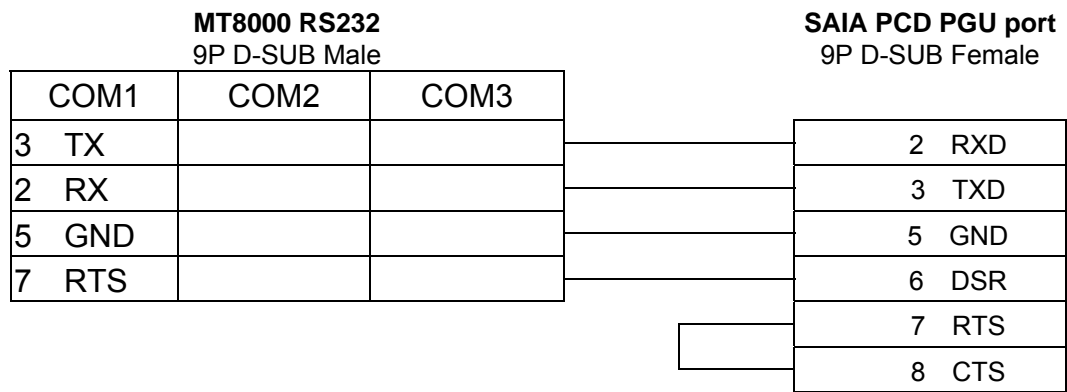 MT8000 RS232
9P D-SUB Male
SAIA PCD PGU port
9P D-SUB Female
COM1 COM2 COM3
3 TX 2 RXD
2 RX 3 TXD
5 GND 5 GND
7 RTS 6 DSR
7 RTS
8 CTS